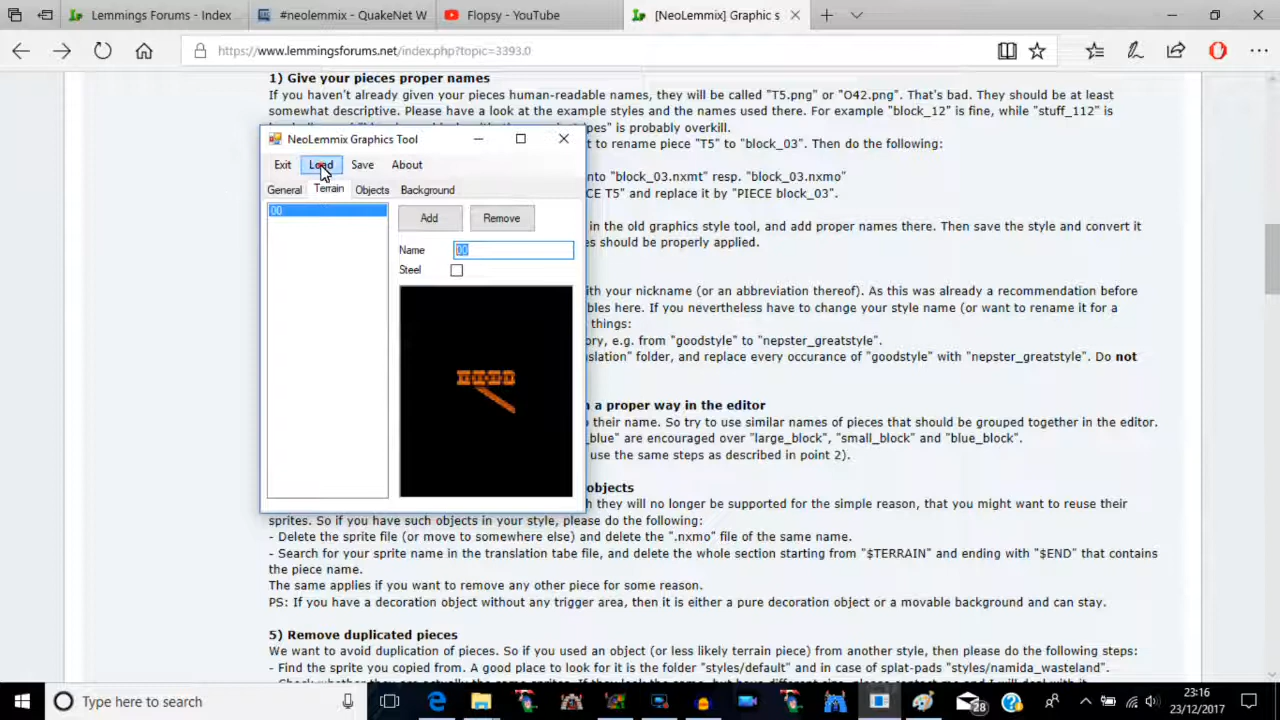 Lemmings Forums - Index
#neolemmix - QuakeNet W
Flopsy - YouTube
[NeoLemmix] Graphic s
https://www.lemmingsforums.net/index.php?topic=3393.0
1) Give your pieces proper names
If you haven't already given your pieces human-readable names, they will be called "T5.png" or "O42.png". That's bad. They should be at least
somewhat descriptive. Please have a look at the example styles and the names used there. For example "block_12" is fine, while "stuff_112" is
" is probably overkill.
t to rename piece "T5" to "block_03". Then do the following:
nto "block_03.nxmt" resp. "block_03.nxmo"
CE T5" and replace it by "PIECE block_03".
in the old graphics style tool, and add proper names there. Then save the style and convert it
s should be properly applied.
ith your nickname (or an abbreviation thereof). As this was already a recommendation before
bles here. If you nevertheless have to change your style name (or want to rename it for a
things:
ory, e.g. from "goodstyle" to "nepster_greatstyle".
slation" folder, and replace every occurance of "goodstyle" with "nepster_greatstyle". Do not
n a proper way in the editor
o their name. So try to use similar names of pieces that should be grouped together in the editor.
_blue" are encouraged over "large_block", "small_block" and "blue_block".
use the same steps as described in point 2).
objects
h they will no longer be supported for the simple reason, that you might want to reuse their
sprites. So if you have such objects in your style, please do the following:
- Delete the sprite file (or move to somewhere else) and delete the ".nxmo" file of the same name.
- Search for your sprite name in the translation tabe file, and delete the whole section starting from "$TERRAIN" and ending with "$END" that contains
the piece name.
The same applies if you want to remove any other piece for some reason.
PS: If you have a decoration object without any trigger area, then it is either a pure decoration object or a movable background and can stay.
5) Remove duplicated pieces
We want to avoid duplication of pieces. So if you used an object (or less likely terrain piece) from another style, then please do the following steps:
- Find the sprite you copied from. A good place to look for it is the folder "styles/default" and in case of splat-pads "styles/namida_wasteland".
NeoLemmix Graphics Tool
Exit Load Save About
General Terrain Objects Background
00
Add Remove
Name 00
Steel
Type here to search
28
23:16
23/12/2017